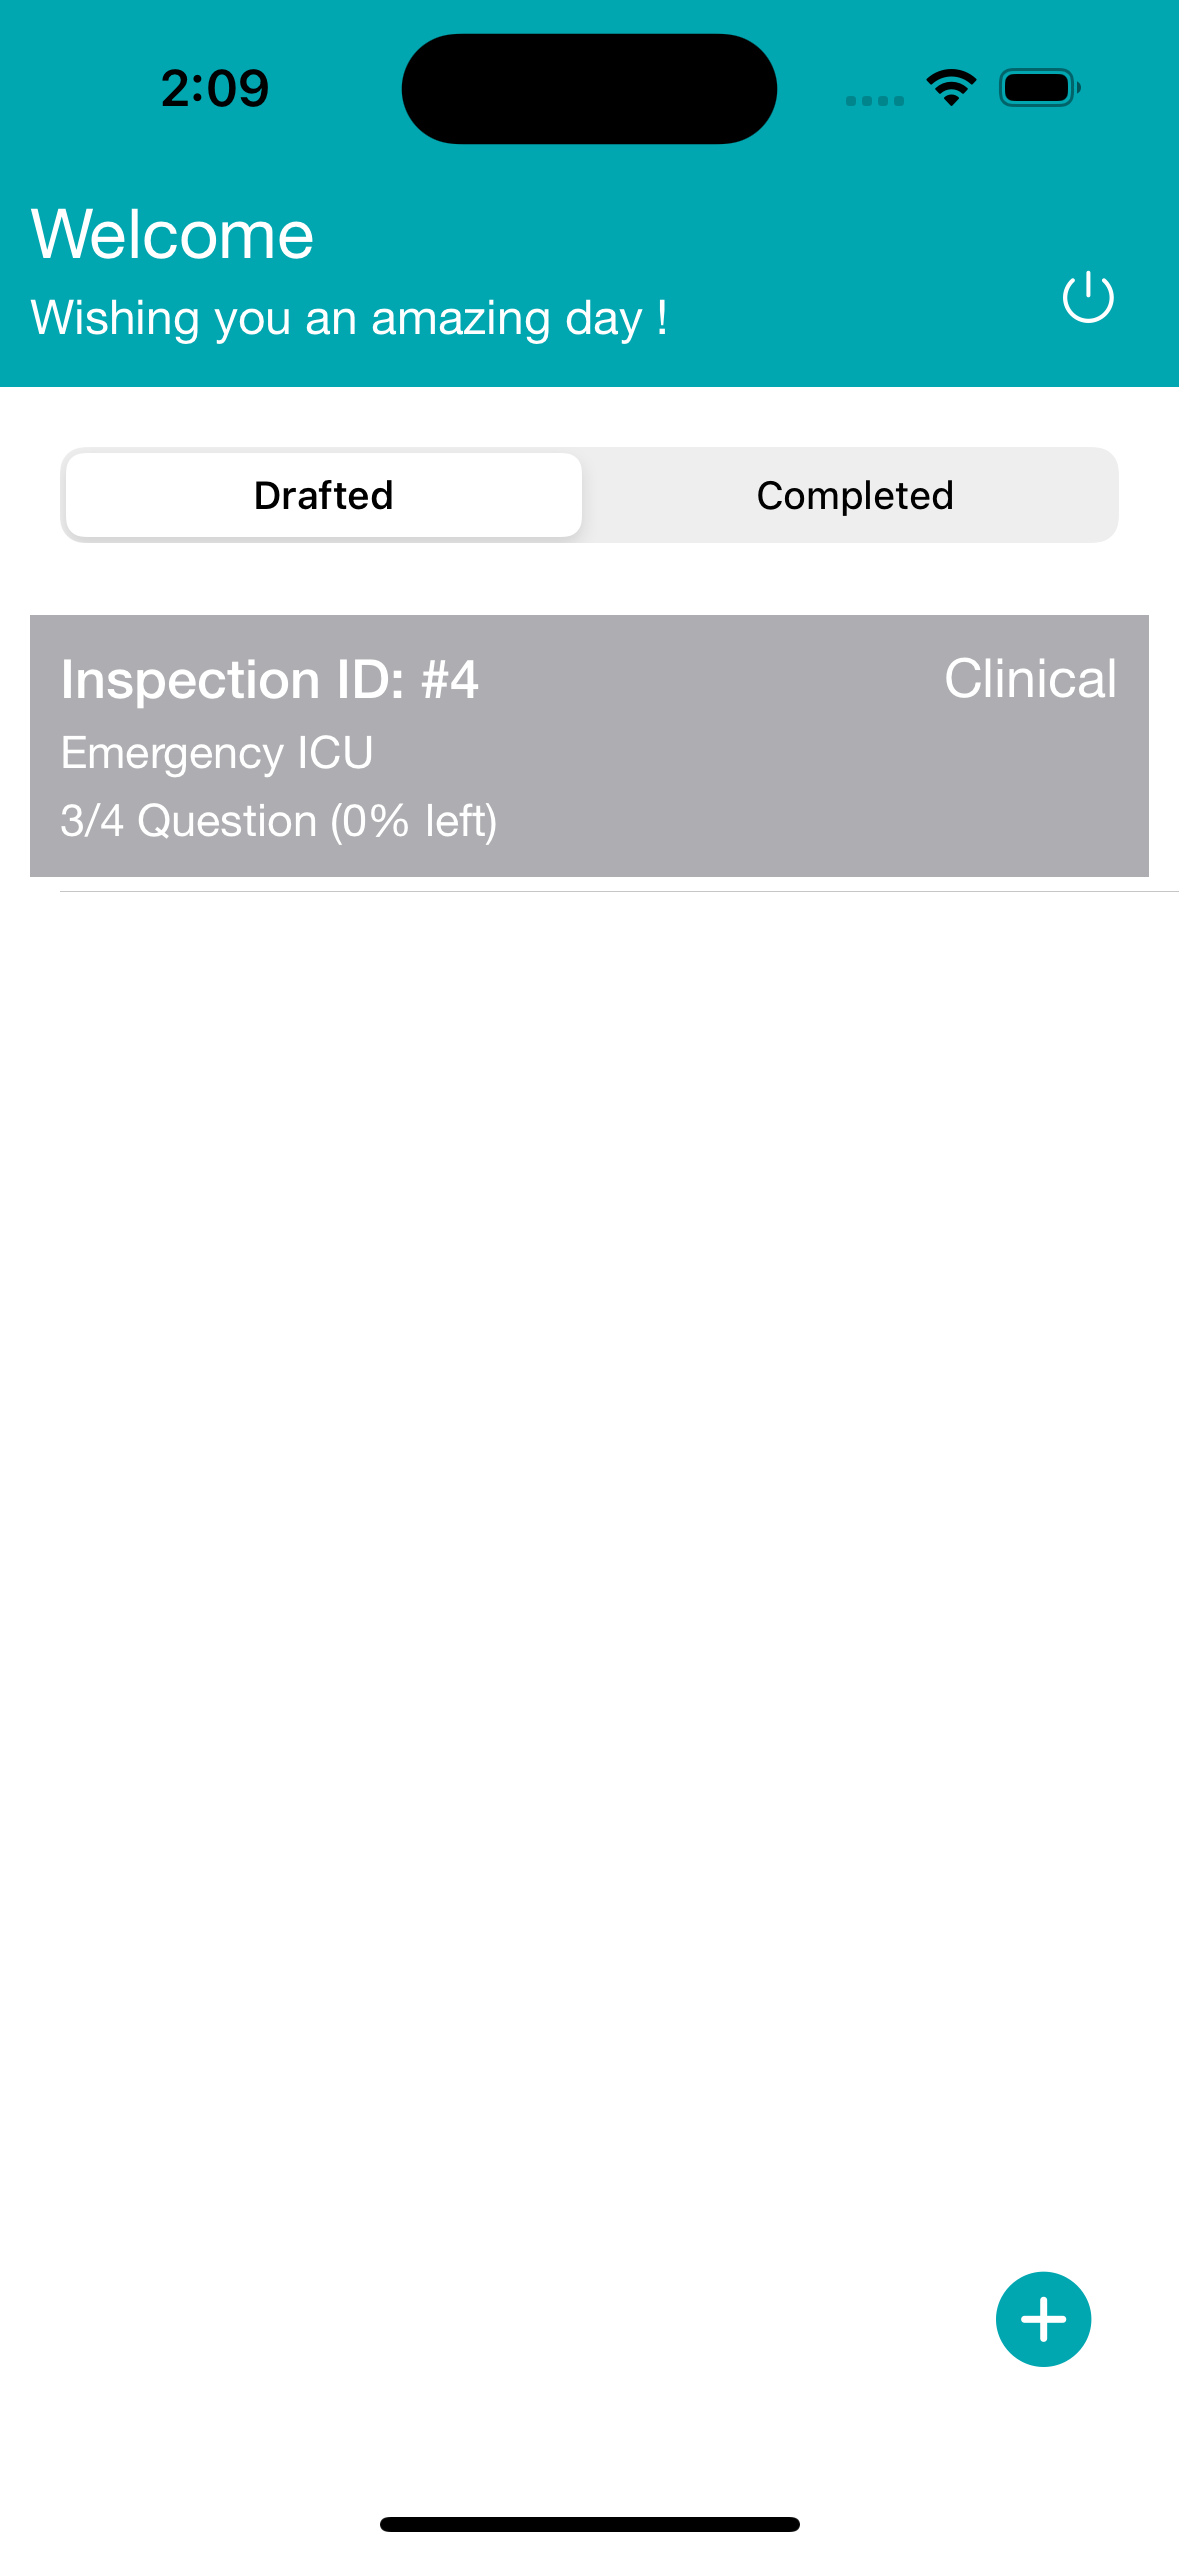 2:09
Welcome
Wishing you an amazing day !
Drafted
Completed
Inspection ID: #4
Clinical
Emergency ICU
3/4 Question (0% left)